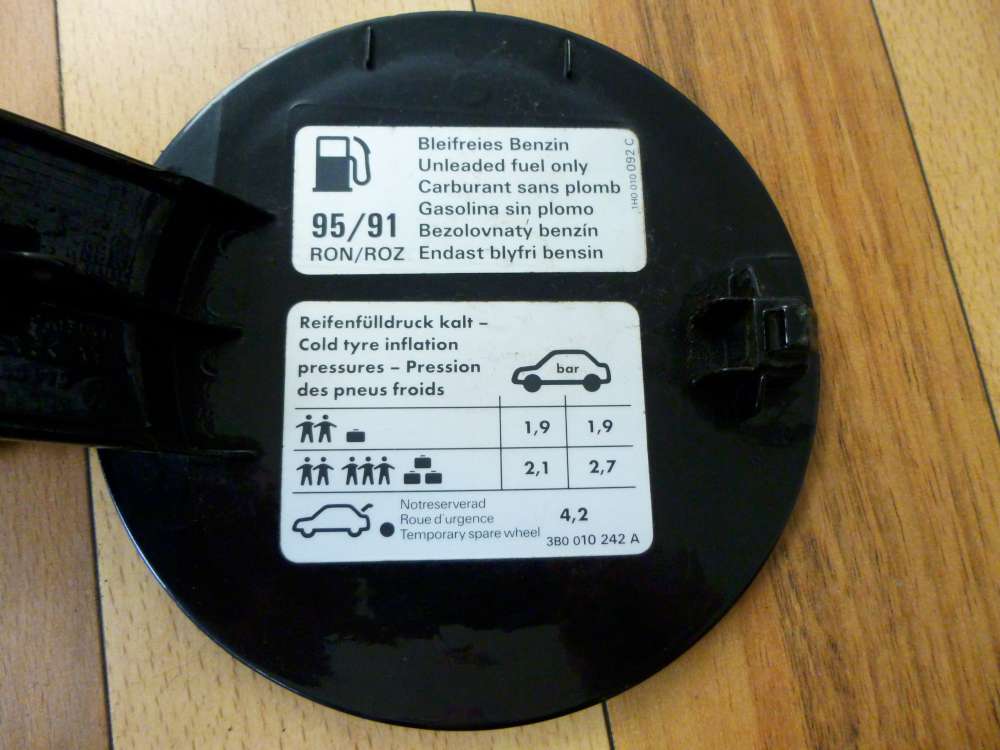 Bleifreies Benzin
Unleaded fuel only
Carburant sans plomb
Gasolina sin plomo
Bezolovnatý benzín
Endast blyfri bensin
95/91
RON/ROZ
1H0 010 092 C
Reifenfülldruck kalt –
Cold tyre inflation
pressures – Pression
des pneus froids
bar
1,9 1,9
2,1 2,7
Notreserverad
Roue d'urgence
Temporary spare wheel
4,2
3B0 010 242 A